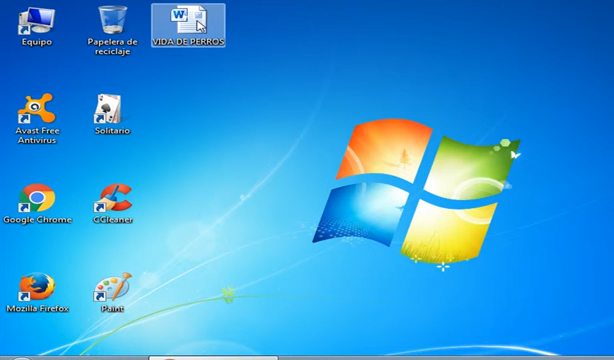 Equipo
Papelera de
reciclaje
VIDA DE PERROS
Avast Free
Antivirus
Solitario
Google Chrome
CCleaner
Mozilla Firefox
Paint